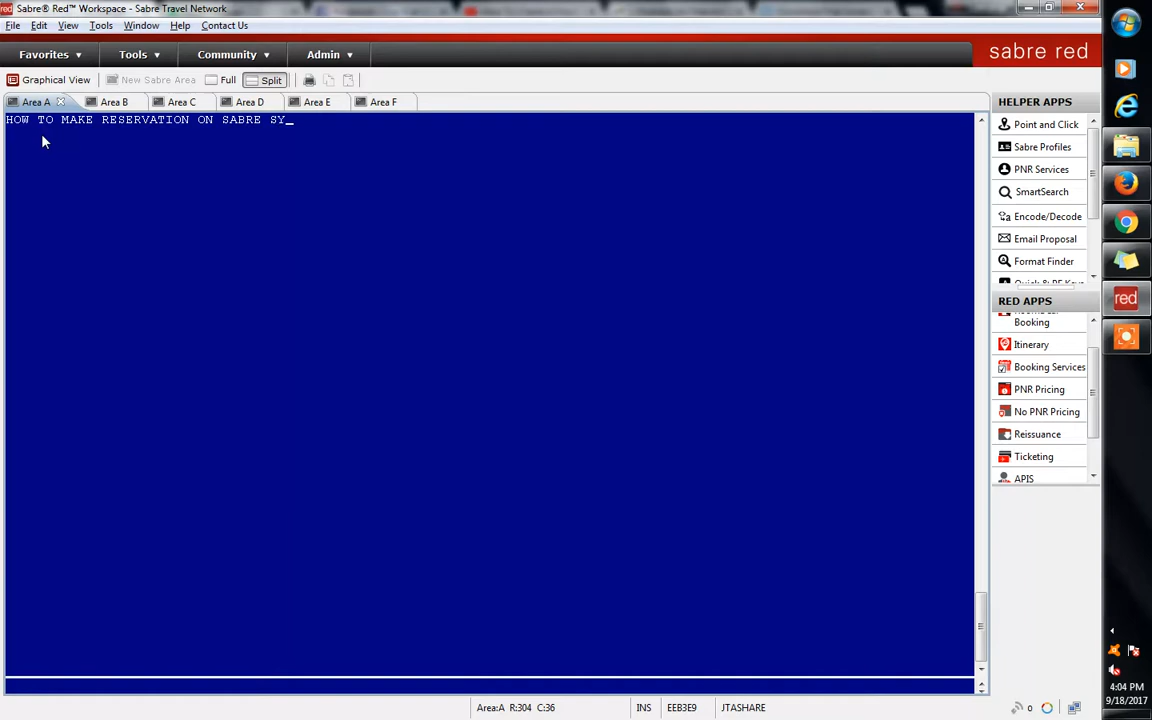 red Sabre® Red™ Workspace - Sabre Travel Network
File Edit View Tools Window Help Contact Us
Favorites Tools Community Admin
sabre red
Graphical View New Sabre Area Full Split
Area A Area B Area C Area D Area E Area F
HOW TO MAKE RESERVATION ON SABRE SY_
HELPER APPS
Point and Click
Sabre Profiles
PNR Services
SmartSearch
Encode/Decode
Email Proposal
Format Finder
RED APPS
Booking
Itinerary
Booking Services
PNR Pricing
No PNR Pricing
Reissuance
Ticketing
APIS
red
Area:A R:304 C:36 INS EEB3E9 JTASHARE
0
4:04 PM
9/18/2017